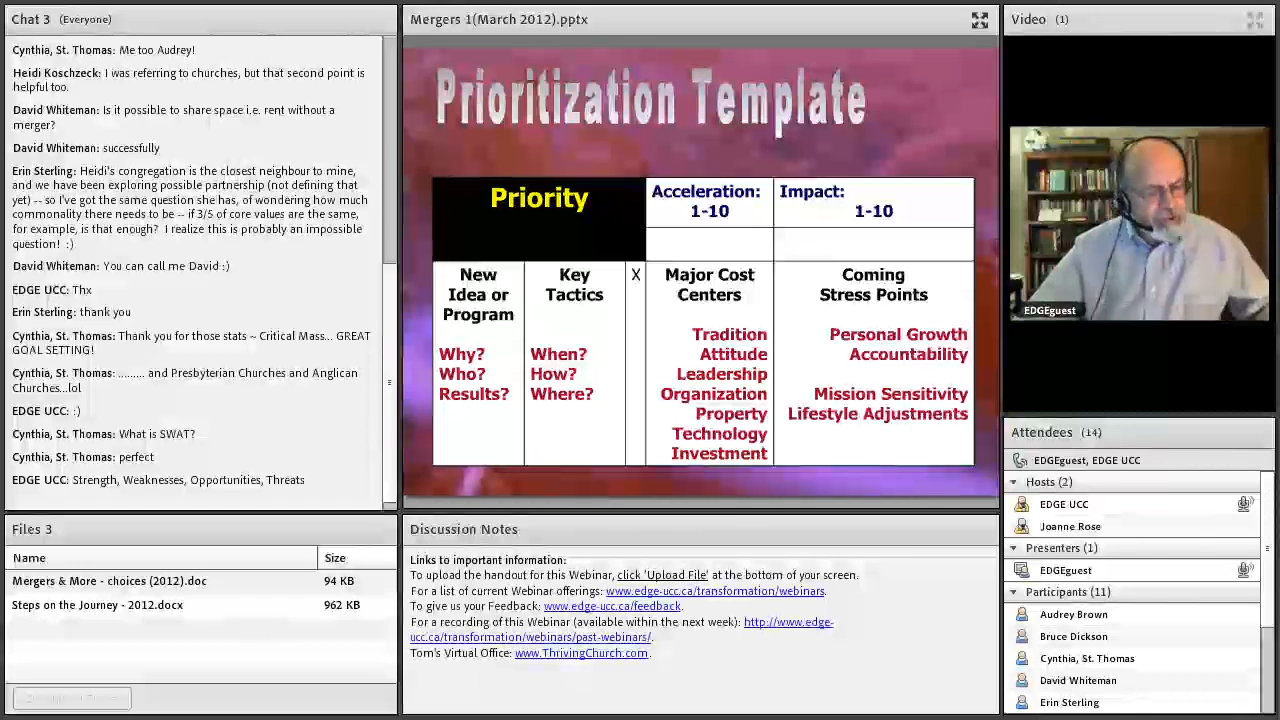 Chat 3 (Everyone)
Cynthia, St. Thomas: Me too Audrey!
Heidi Koschzeck: I was referring to churches, but that second point is
helpful too.
David Whiteman: Is it possible to share space i.e. rent without a
merger?
David Whiteman: successfully
Erin Sterling: Heidi's congregation is the closest neighbour to mine,
and we have been exploring possible partnership (not defining that
yet) -- so I've got the same question she has, of wondering how much
commonality there needs to be -- if 3/5 of core values are the same,
for example, is that enough? I realize this is probably an impossible
question! :)
David Whiteman: You can call me David :)
EDGE UCC: Thx
Erin Sterling: thank you
Cynthia, St. Thomas: Thank you for those stats ~ Critical Mass... GREAT
GOAL SETTING!
Cynthia, St. Thomas: ......... and Presbyterian Churches and Anglican
Churches...lol
EDGE UCC: :)
Cynthia, St. Thomas: What is SWAT?
Cynthia, St. Thomas: perfect
EDGE UCC: Strength, Weaknesses, Opportunities, Threats
Files 3
Name Size
Mergers & More - choices (2012).doc 94 KB
Steps on the Journey - 2012.docx 962 KB
Mergers 1(March 2012).pptx
Prioritization Template
Priority
Acceleration:
1-10
Impact:
1-10
New
Idea or
Program
Why?
Who?
Results?
Key
Tactics
When?
How?
Where?
X
Major Cost
Centers
Tradition
Attitude
Leadership
Organization
Property
Technology
Investment
Coming
Stress Points
Personal Growth
Accountability
Mission Sensitivity
Lifestyle Adjustments
Discussion Notes
Links to important information:
To upload the handout for this Webinar, click 'Upload File' at the bottom of your screen.
For a list of current Webinar offerings: www.edge-ucc.ca/transformation/webinars.
To give us your Feedback: www.edge-ucc.ca/feedback.
For a recording of this Webinar (available within the next week): http://www.edge-
ucc.ca/transformation/webinars/past-webinars/.
Tom's Virtual Office: www.ThrivingChurch.com.
Video (1)
EDGEguest
Attendees (14)
EDGEguest, EDGE UCC
Hosts (2)
EDGE UCC
Joanne Rose
Presenters (1)
EDGEguest
Participants (11)
Audrey Brown
Bruce Dickson
Cynthia, St. Thomas
David Whiteman
Erin Sterling